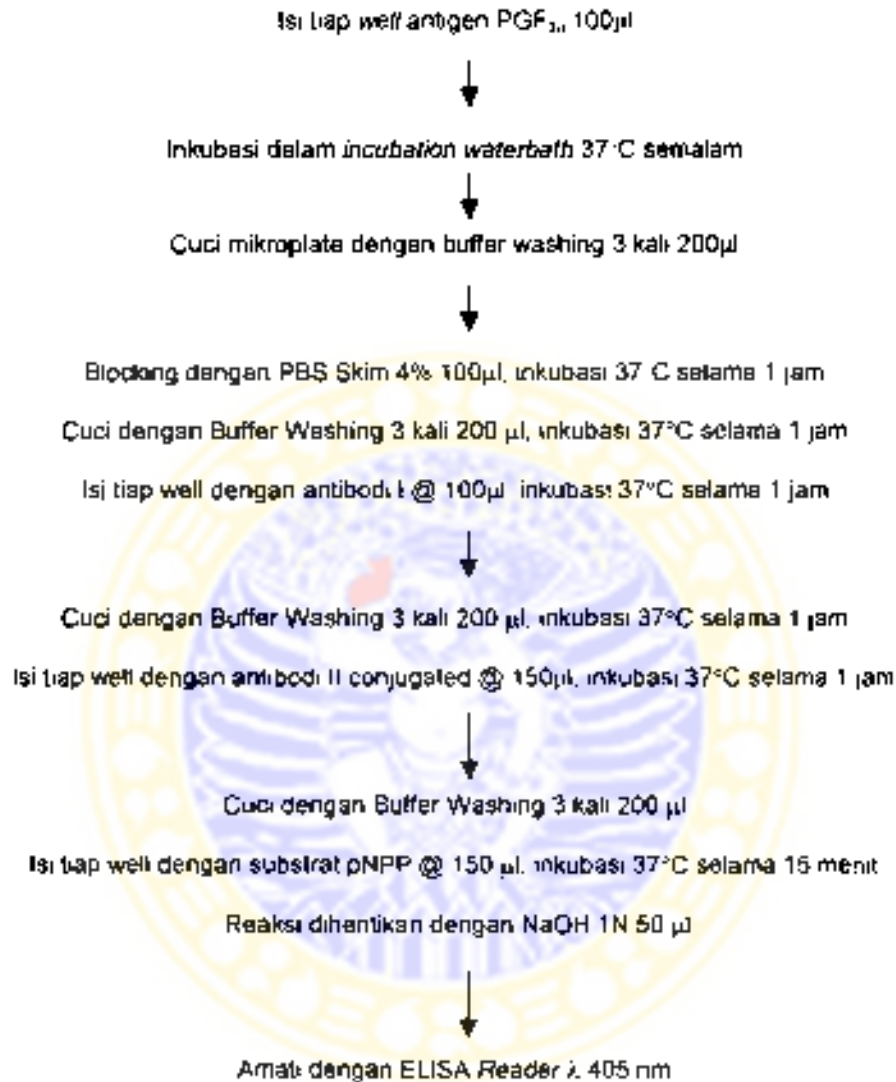 Isi tiap well antigen PGF₂α 100µl
Inkubasi dalam incubation waterbath 37°C semalam
Cuci mikroplate dengan buffer washing 3 kali 200µl
Blocking dengan PBS Skim 4% 100µl, inkubasi 37°C selama 1 jam
Cuci dengan Buffer Washing 3 kali 200 µl, inkubasi 37°C selama 1 jam
Isi tiap well dengan antibodi I @ 100µl inkubasi 37°C selama 1 jam
Cuci dengan Buffer Washing 3 kali 200 µl, inkubasi 37°C selama 1 jam
Isi tiap well dengan antibodi II conjugated @ 150µl, inkubasi 37°C selama 1 jam
Cuci dengan Buffer Washing 3 kali 200 µl
Isi tiap well dengan substrat pNPP @ 150 µl, inkubasi 37°C selama 15 menit
Reaksi dihentikan dengan NaOH 1N 50 µl
Amati dengan ELISA Reader λ 405 nm